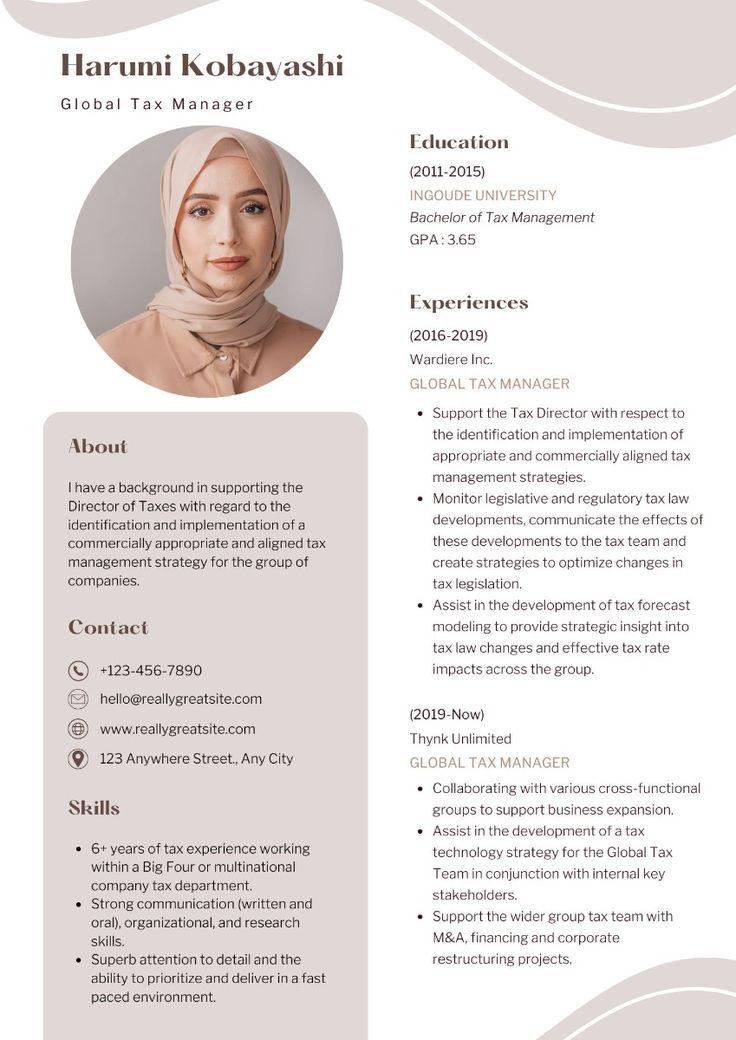 Harumi Kobayashi
Global Tax Manager
About
I have a background in supporting the
Director of Taxes with regard to the
identification and implementation of a
commercially appropriate and aligned tax
management strategy for the group of
companies.
Contact
+123-456-7890
hello@reallygreatsite.com
www.reallygreatsite.com
123 Anywhere Street., Any City
Skills
• 6+ years of tax experience working
within a Big Four or multinational
company tax department.
• Strong communication (written and
oral), organizational, and research
skills.
• Superb attention to detail and the
ability to prioritize and deliver in a fast
paced environment.
Education
(2011-2015)
INGOUDE UNIVERSITY
Bachelor of Tax Management
GPA : 3.65
Experiences
(2016-2019)
Wardiere Inc.
GLOBAL TAX MANAGER
• Support the Tax Director with respect to
the identification and implementation of
appropriate and commercially aligned tax
management strategies.
• Monitor legislative and regulatory tax law
developments, communicate the effects of
these developments to the tax team and
create strategies to optimize changes in
tax legislation.
• Assist in the development of tax forecast
modeling to provide strategic insight into
tax law changes and effective tax rate
impacts across the group.
(2019-Now)
Thynk Unlimited
GLOBAL TAX MANAGER
• Collaborating with various cross-functional
groups to support business expansion.
• Assist in the development of a tax
technology strategy for the Global Tax
Team in conjunction with internal key
stakeholders.
• Support the wider group tax team with
M&A, financing and corporate
restructuring projects.